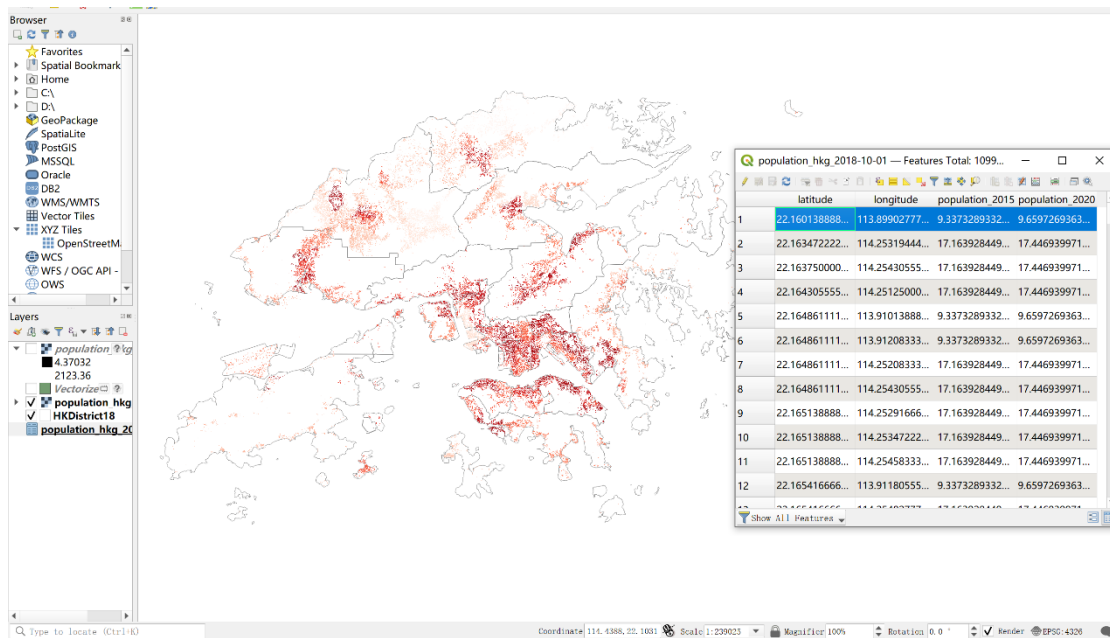 Browser
Favorites
Spatial Bookmark
Home
C:\
D:\
GeoPackage
SpatiaLite
PostGIS
MSSQL
Oracle
DB2
WMS/WMTS
Vector Tiles
XYZ Tiles
OpenStreetMa
WCS
WFS / OGC API -
OWS
Layers
population
4.37032
2123.36
Vectorize
population_hkg
HKDistrict18
population_hkg_20
Type to locate (Ctrl+K)
population_hkg_2018-10-01 — Features Total: 1099...
latitude longitude population_2015 population_2020
1 22.160138888... 113.89902777... 9.3373289332... 9.6597269363...
2 22.163472222... 114.25319444... 17.163928449... 17.446939971...
3 22.163750000... 114.25430555... 17.163928449... 17.446939971...
4 22.164305555... 114.25125000... 17.163928449... 17.446939971...
5 22.164861111... 113.91013888... 9.3373289332... 9.6597269363...
6 22.164861111... 113.91208333... 9.3373289332... 9.6597269363...
7 22.164861111... 114.25208333... 17.163928449... 17.446939971...
8 22.164861111... 114.25430555... 17.163928449... 17.446939971...
9 22.165138888... 114.25291666... 17.163928449... 17.446939971...
10 22.165138888... 114.25347222... 17.163928449... 17.446939971...
11 22.165138888... 114.25458333... 17.163928449... 17.446939971...
12 22.165416666... 113.91180555... 9.3373289332... 9.6597269363...
Show All Features
Coordinate 114.4388,22.1031 Scale 1:239023 Magnifier 100% Rotation 0.0 ° Render EPSG:4326